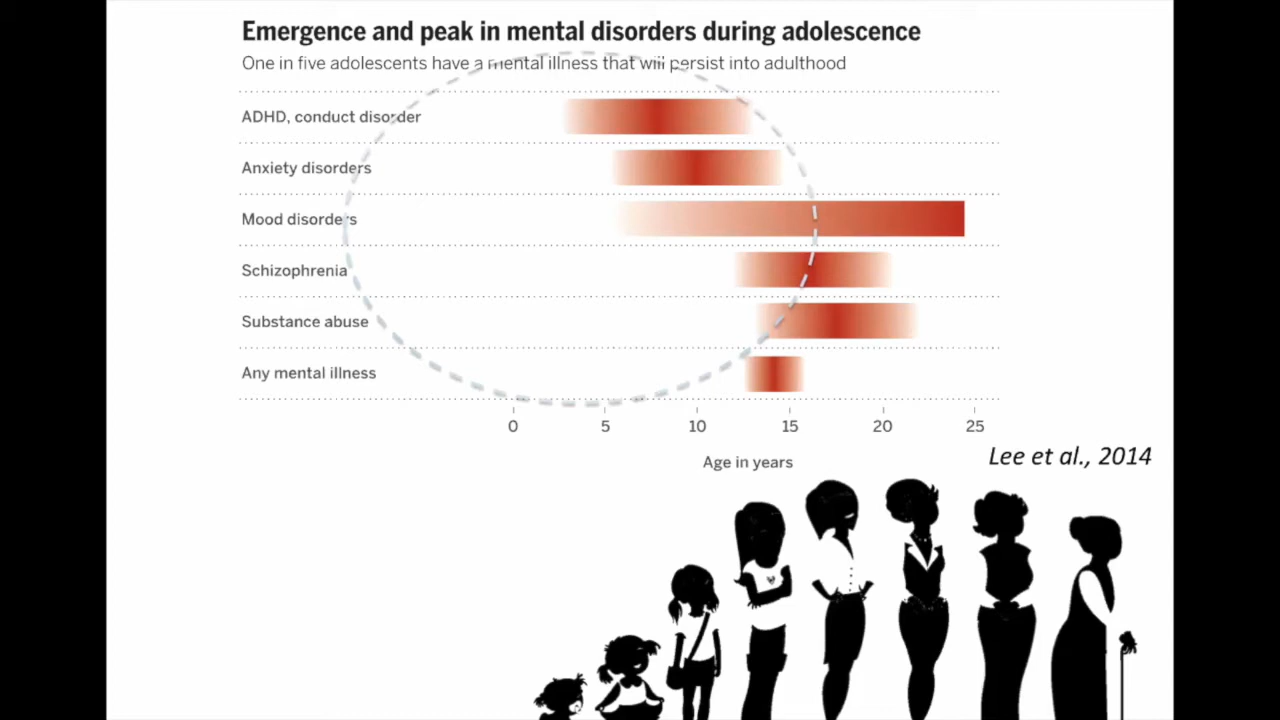 Emergence and peak in mental disorders during adolescence
One in five adolescents have a mental illness that will persist into adulthood
ADHD, conduct disorder
Anxiety disorders
Mood disorders
Schizophrenia
Substance abuse
Any mental illness
0 5 10 15 20 25
Age in years
Lee et al., 2014